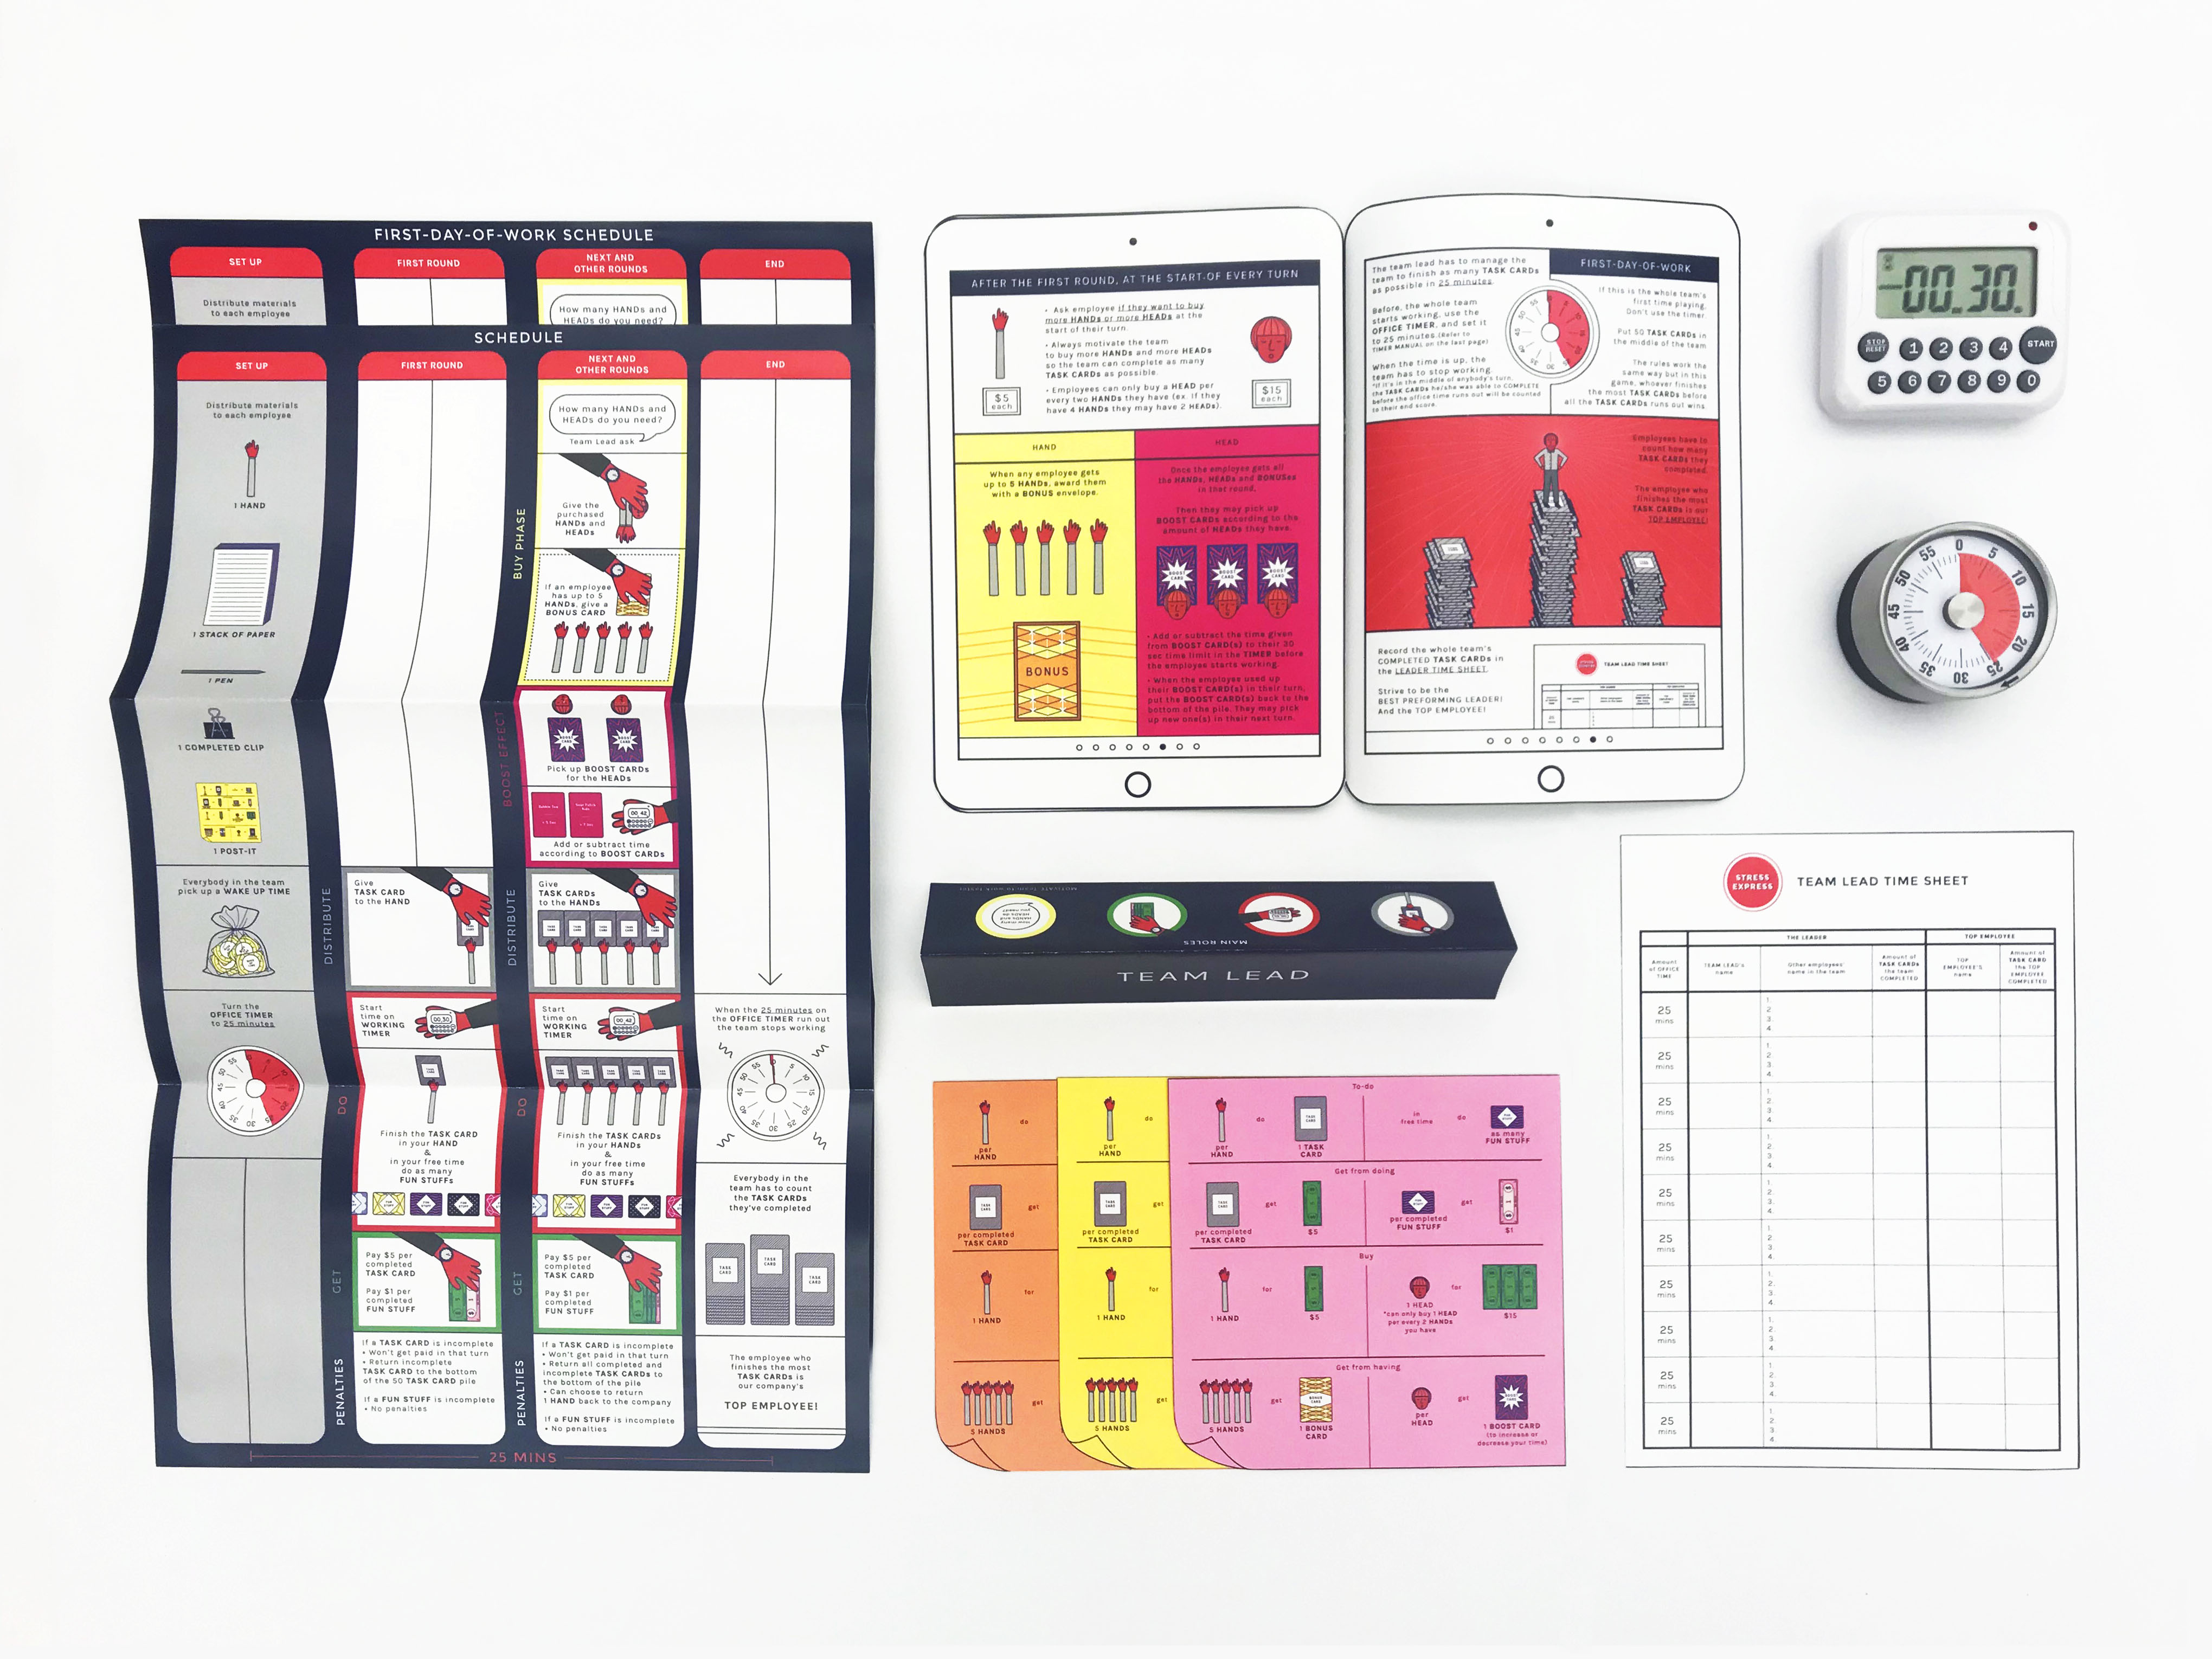 FIRST-DAY-OF-WORK SCHEDULE
SET UP
Distribute materials
to each employee
FIRST ROUND
NEXT AND
OTHER ROUNDS
How many HANDs and
HEADs do you need?
END
SCHEDULE
SET UP
Distribute materials
to each employee
1 HAND
1 STACK OF PAPER
1 PEN
1 COMPLETED CLIP
1 POST-IT
Everybody in the team
pick up a WAKE UP TIME
Turn the
OFFICE TIMER
to 25 minutes
FIRST ROUND
DISTRIBUTE
Give
TASK CARD
to the HAND
DO
Start
time on
WORKING
TIMER
Finish the TASK CARD
in your HAND
&
in your free time
do as many
FUN STUFFs
GET
Pay $5 per
completed
TASK CARD
Pay $1 per
completed
FUN STUFF
PENALTIES
If a TASK CARD is incomplete
• Won't get paid in that turn
• Return incomplete
TASK CARD to the bottom
of the 50 TASK CARD pile
If a FUN STUFF is incomplete
• No penalties
NEXT AND
OTHER ROUNDS
BUY PHASE
How many HANDs and
HEADs do you need?
Team Lead ask
Give the
purchased
HANDs and
HEADs
If an employee
has up to 5
HANDs, give a
BONUS CARD
BOOST EFFECT
Pick up BOOST CARDs
for the HEADs
Add or subtract time
according to BOOST CARDs
DISTRIBUTE
Give
TASK CARDs
to the HANDs
DO
Start
time on
WORKING
TIMER
Finish the TASK CARDs
in your HANDs
&
in your free time
do as many
FUN STUFFs
GET
Pay $5 per
completed
TASK CARD
Pay $1 per
completed
FUN STUFF
PENALTIES
If a TASK CARD is incomplete
• Won't get paid in that turn
• Return all completed and
incomplete TASK CARDs to
the bottom of the pile
• Can choose to return
1 HAND back to the company
If a FUN STUFF is incomplete
• No penalties
END
When the 25 minutes on
the OFFICE TIMER run out
the team stops working
Everybody in the
team has to count
the TASK CARDs
they've completed
TASK CARD
TASK CARD
TASK CARD
The employee who
finishes the most
TASK CARDs is
our company's
TOP EMPLOYEE!
25 MINS
AFTER THE FIRST ROUND, AT THE START OF EVERY TURN
$5
each
• Ask employee if they want to buy
more HANDs or more HEADs at the
start of their turn.
• Always motivate the team
to buy more HANDs and more HEADs
so the team can complete as many
TASK CARDs as possible.
• Employees can only buy a HEAD per
every two HANDs they have (ex. If they
have 4 HANDs they may have 2 HEADs).
$15
each
HAND
When any employee gets
up to 5 HANDs, award them
with a BONUS envelope.
BONUS
HEAD
Once the employee gets all
the HANDs, HEADs and BONUSes
in that round,
Then they may pick up
BOOST CARDs according to the
amount of HEADs they have.
BOOST CARD
BOOST CARD
BOOST CARD
• Add or subtract the time given
from BOOST CARD(s) to their 30
sec time limit in the TIMER before
the employee starts working.
• When the employee used up
their BOOST CARD(s) in their turn,
put the BOOST CARD(s) back to the
bottom of the pile. They may pick
up new one(s) in their next turn.
The team lead has to manage the
team to finish as many TASK CARDs
as possible in 25 minutes.
Before, the whole team
starts working, use the
OFFICE TIMER, and set it
to 25 minutes. (Refer to
TIMER MANUAL on the last page)
When the time is up, the
team has to stop working.
*If it's in the middle of anybody's turn,
the TASK CARDs he/she was able to COMPLETE
before the office time runs out will be counted
to their end score.
FIRST-DAY-OF-WORK
If this is the whole team's
first time playing,
Don't use the timer
Put 50 TASK CARDs in
the middle of the team
The rules work the
same way but in this
game, whoever finishes
the most TASK CARDs before
all the TASK CARDs runs out wins.
Employees have to
count how many
TASK CARDs they
completed.
The employee who
finishes the most
TASK CARDs is our
TOP EMPLOYEE!
Record the whole team's
COMPLETED TASK CARDs in
the LEADER TIME SHEET.
Strive to be the
BEST PREFORMING LEADER!
And the TOP EMPLOYEE!
TEAM LEAD TIME SHEET
-00.30.
STOP
RESET
1 2 3 4
START
5 6 7 8 9 0
0 5 10 15 20 25 30 35 40 45 50 55
MAIN ROLES
TEAM LEAD
per
HAND
do
per completed
TASK CARD
get
1 HAND
for
5 HANDS
get
per
HAND
do
per completed
TASK CARD
get
1 HAND
for
5 HANDS
get
To-do
per
HAND
do
1 TASK
CARD
in
free time
do
as many
FUN STUFF
Get from doing
per completed
TASK CARD
get
$5
per completed
FUN STUFF
get
$1
Buy
1 HAND
for
$5
1 HEAD
*can only buy 1 HEAD
per every 2 HANDs
you have
for
$15
Get from having
5 HANDS
get
1 BONUS
CARD
per
HEAD
get
1 BOOST CARD
(to increase or
decrease your time)
STRESS
EXPRESS
TEAM LEAD TIME SHEET
THE LEADER
TOP EMPLOYEE
Amount
of OFFICE
TIME
TEAM LEAD's
name
Other employees'
name in the team
Amount of
TASK CARDs
the team
COMPLETED
TOP
EMPLOYEE's
name
Amount of
TASK CARD
the TOP
EMPLOYEE
COMPLETED
25
mins
1.
2.
3.
4.
25
mins
1.
2.
3.
4.
25
mins
1.
2.
3.
4.
25
mins
1.
2.
3.
4.
25
mins
1.
2.
3.
4.
25
mins
1.
2.
3.
4.
25
mins
1.
2.
3.
4.
25
mins
1.
2.
3.
4.
25
mins
1.
2.
3.
4.
25
mins
1.
2.
3.
4.